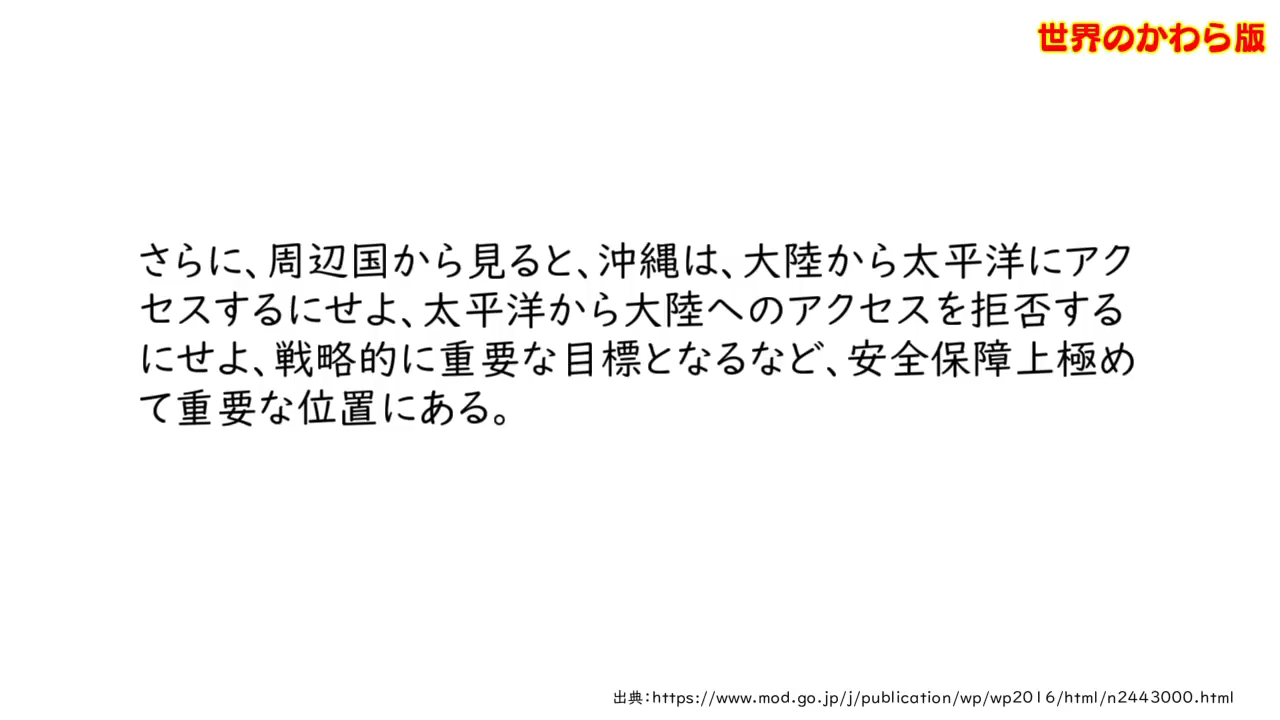 世界のかわら版
さらに、周辺国から見ると、沖縄は、大陸から太平洋にアク
セスするにせよ、太平洋から大陸へのアクセスを拒否する
にせよ、戦略的に重要な目標となるなど、安全保障上極め
て重要な位置にある。
出典：https://www.mod.go.jp/j/publication/wp/wp2016/html/n2443000.html